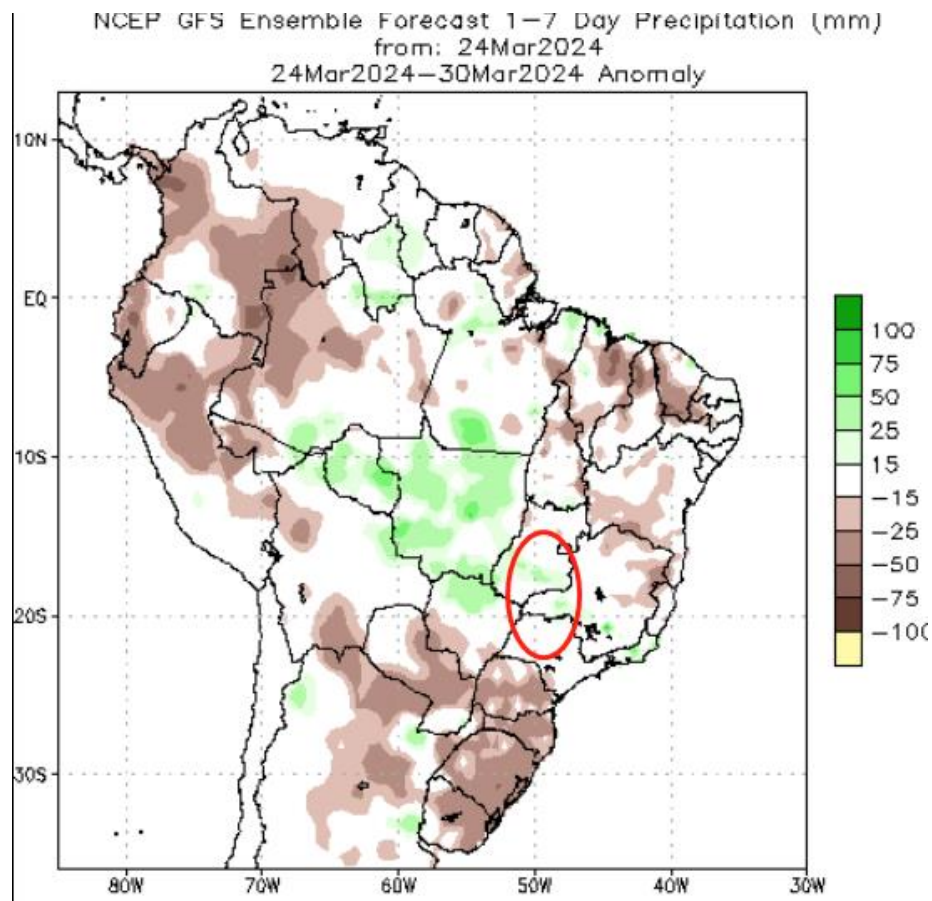 NCEP GFS Ensemble Forecast 1-7 Day Precipitation (mm)
from: 24Mar2024
24Mar2024-30Mar2024 Anomaly
10N
EQ
10S
20S
30S
80W 70W 60W 50W 40W 30W
100
75
50
25
15
-15
-25
-50
-75
-100